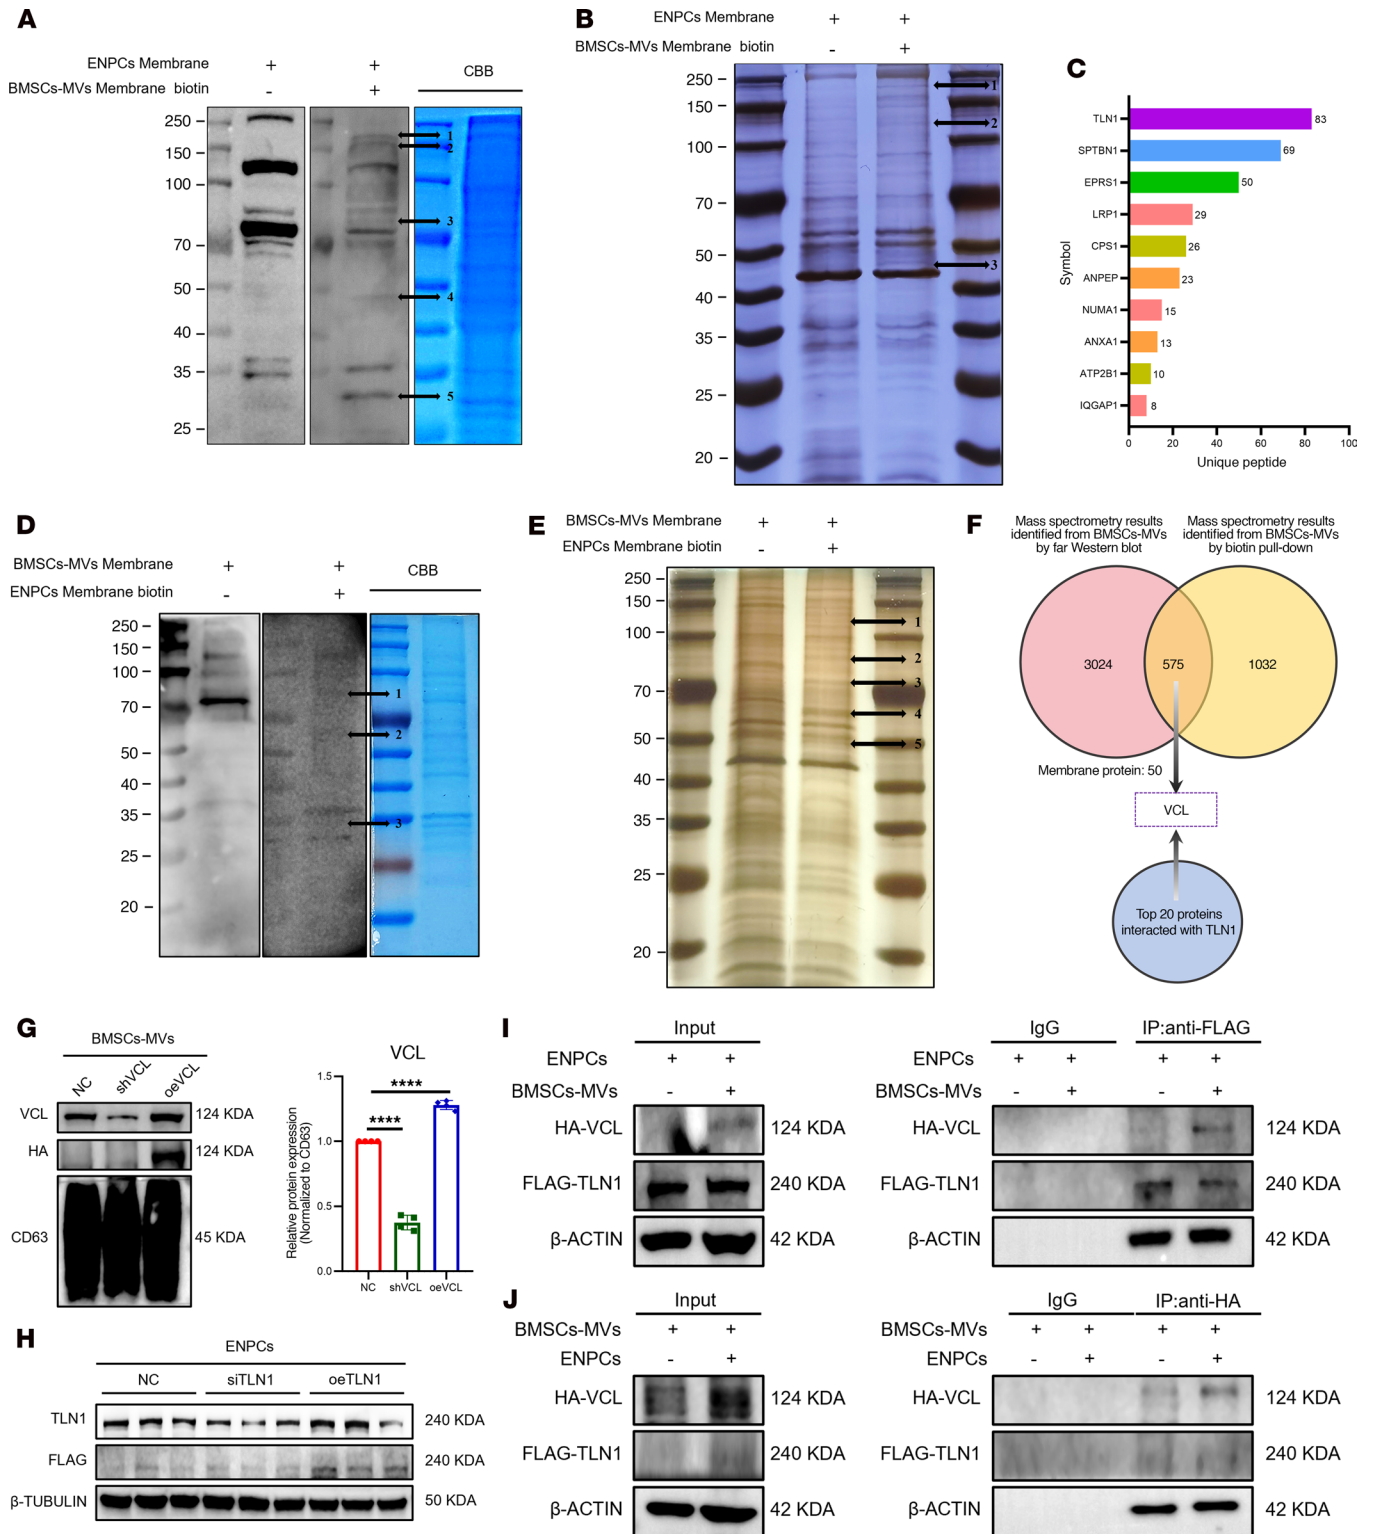 A
ENPCs Membrane + +
BMSCs-MVs Membrane biotin - +
CBB
250
150
100
70
50
40
35
25
1
2
3
4
5
B
ENPCs Membrane + +
BMSCs-MVs Membrane biotin - +
250
150
100
70
50
40
35
25
20
1
2
3
C
Symbol
TLN1 83
SPTBN1 69
EPRS1 50
LRP1 29
CPS1 26
ANPEP 23
NUMA1 15
ANXA1 13
ATP2B1 10
IQGAP1 8
0 20 40 60 80 100
Unique peptide
D
BMSCs-MVs Membrane + +
ENPCs Membrane biotin - +
CBB
250
150
100
70
50
40
35
25
20
1
2
3
E
BMSCs-MVs Membrane + +
ENPCs Membrane biotin - +
250
150
100
70
50
40
35
25
20
1
2
3
4
5
F
Mass spectrometry results
identified from BMSCs-MVs
by far Western blot
Mass spectrometry results
identified from BMSCs-MVs
by biotin pull-down
3024 575 1032
Membrane protein: 50
VCL
Top 20 proteins
interacted with TLN1
G
BMSCs-MVs
NC shVCL oeVCL
VCL 124 KDA
HA 124 KDA
CD63 45 KDA
VCL
Relative protein expression
(Normalized to CD63)
1.5
1.0
0.5
0.0
****
****
NC shVCL oeVCL
H
ENPCs
NC siTLN1 oeTLN1
TLN1 240 KDA
FLAG 240 KDA
β-TUBULIN 50 KDA
I
Input
ENPCs + +
BMSCs-MVs - +
HA-VCL 124 KDA
FLAG-TLN1 240 KDA
β-ACTIN 42 KDA
IgG IP:anti-FLAG
ENPCs + + + +
BMSCs-MVs - + - +
HA-VCL 124 KDA
FLAG-TLN1 240 KDA
β-ACTIN 42 KDA
J
Input
BMSCs-MVs + +
ENPCs - +
HA-VCL 124 KDA
FLAG-TLN1 240 KDA
β-ACTIN 42 KDA
IgG IP:anti-HA
BMSCs-MVs + + + +
ENPCs - + - +
HA-VCL 124 KDA
FLAG-TLN1 240 KDA
β-ACTIN 42 KDA